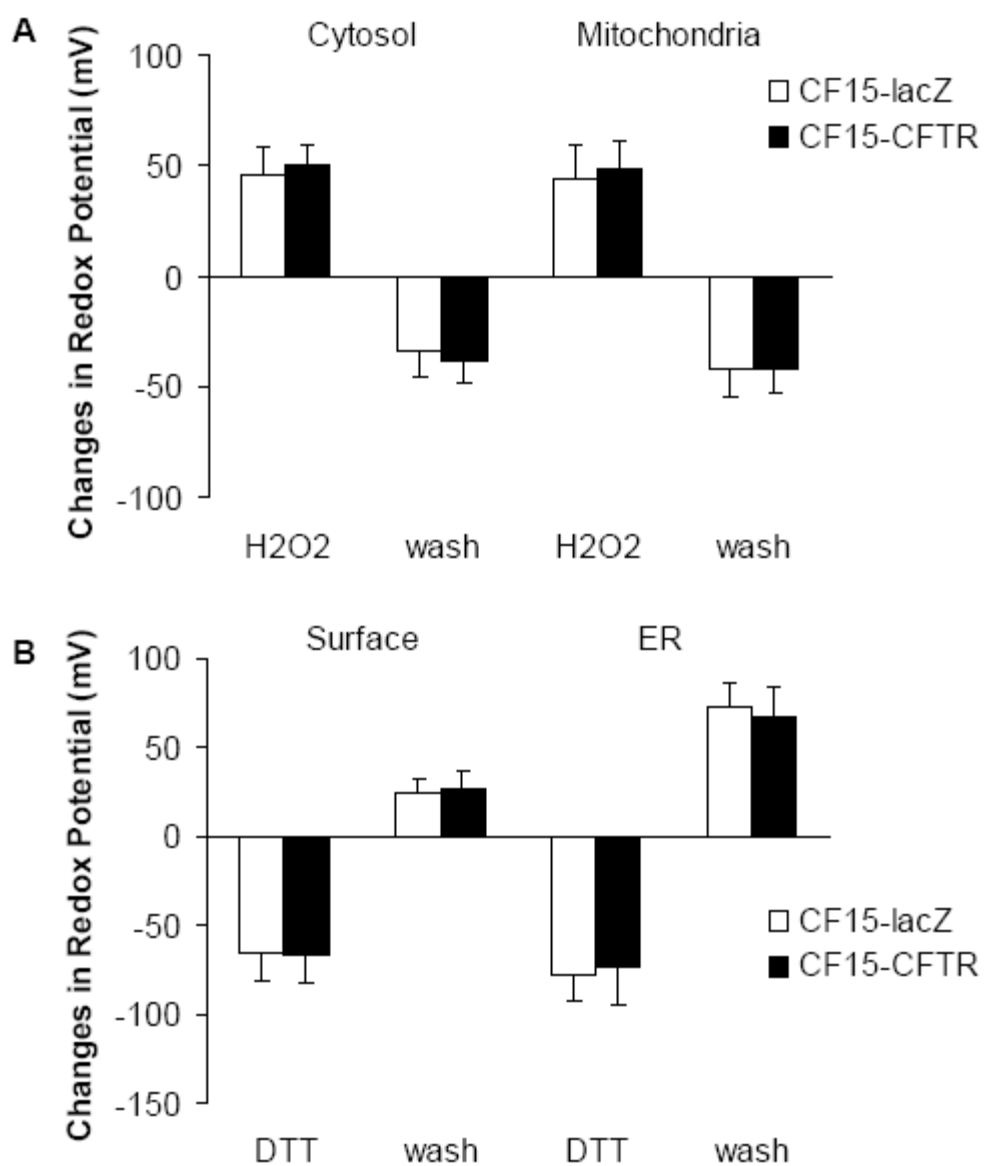 A
Cytosol Mitochondria
Changes in Redox Potential (mV)
100
50
0
-50
-100
CF15-lacZ
CF15-CFTR
H2O2 wash H2O2 wash
B
Surface ER
Changes in Redox Potential (mV)
100
50
0
-50
-100
-150
CF15-lacZ
CF15-CFTR
DTT wash DTT wash